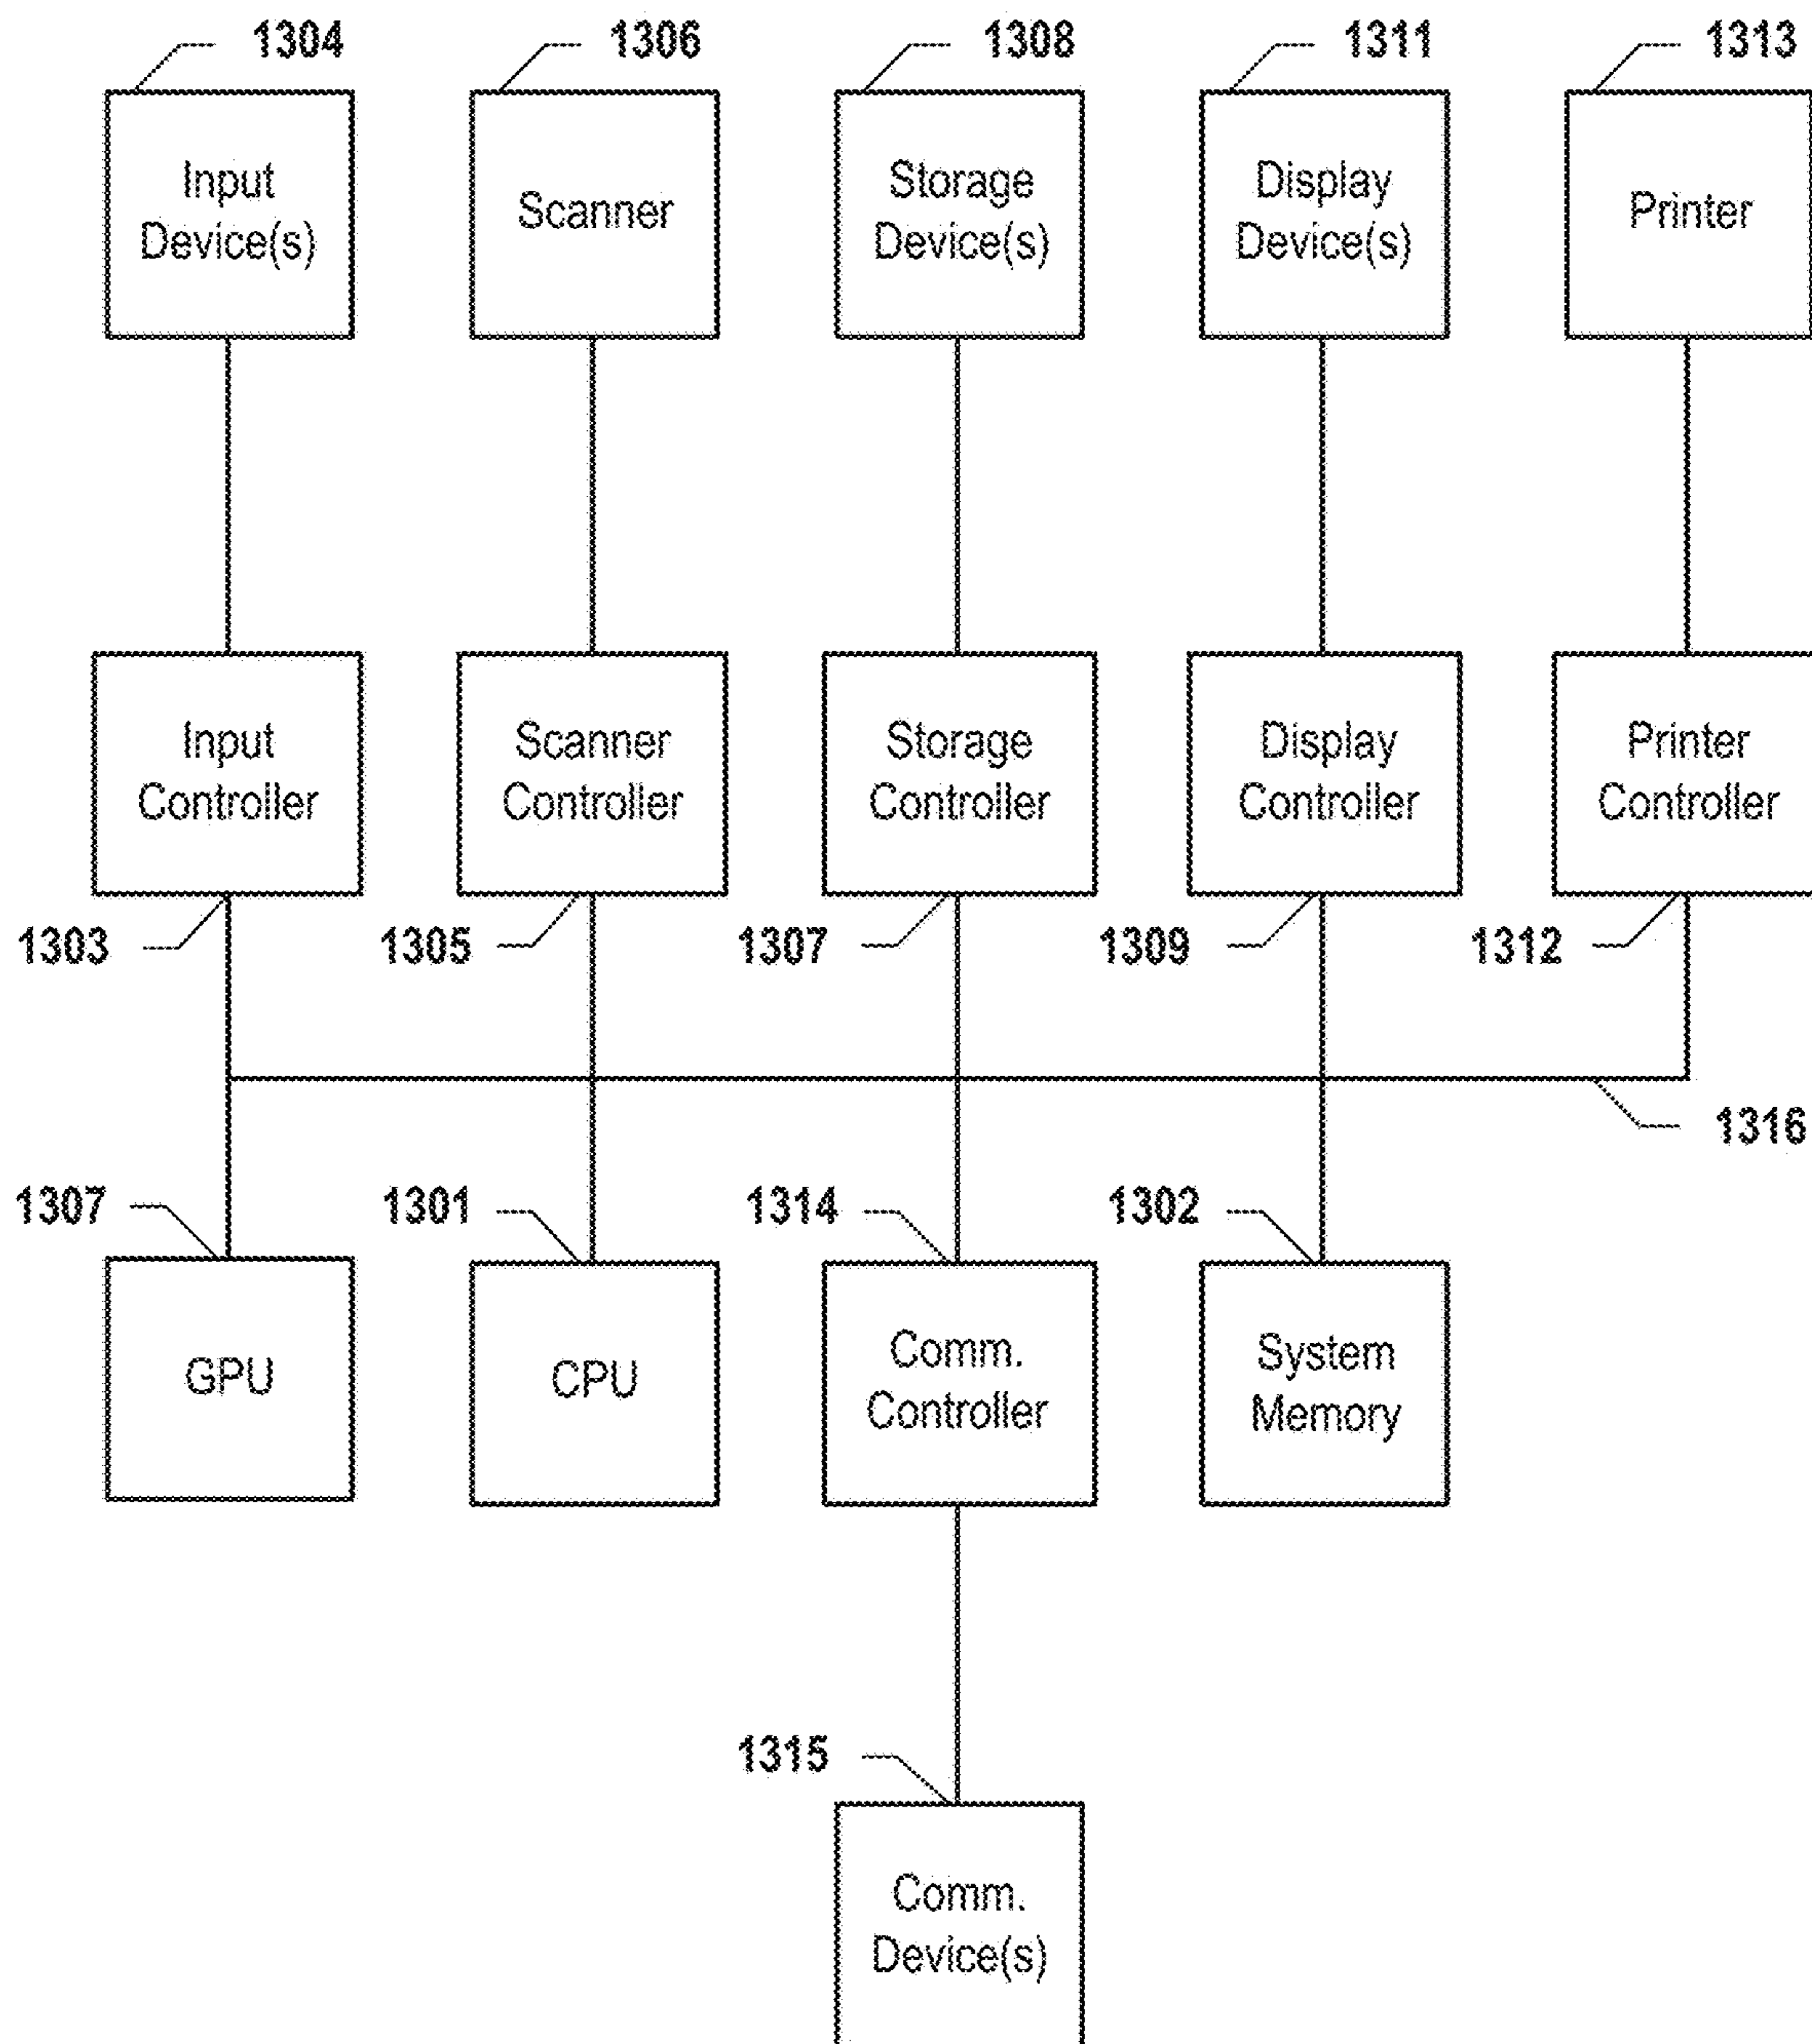 1304
1306
1308
1311
1313
Input
Device(s)
Scanner
Storage
Device(s)
Display
Device(s)
Printer
Input
Controller
Scanner
Controller
Storage
Controller
Display
Controller
Printer
Controller
1303
1305
1307
1309
1312
1316
1307
1301
1314
1302
GPU
CPU
Comm.
Controller
System
Memory
1315
Comm.
Device(s)